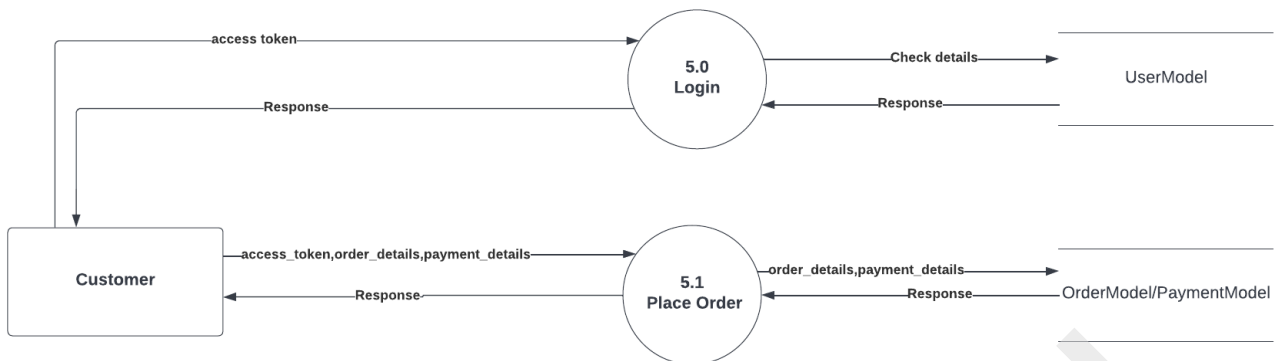 access token
5.0
Login
Check details
UserModel
Response
Response
Customer
access_token,order_details,payment_details
5.1
Place Order
order_details,payment_details
Response
Response
OrderModel/PaymentModel